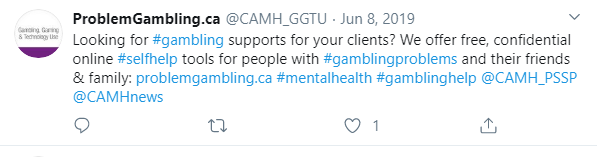 ProblemGambling.ca @CAMH_GGTU · Jun 8, 2019
Gambling, Gaming
& Technology Use
Looking for #gambling supports for your clients? We offer free, confidential
online #selfhelp tools for people with #gamblingproblems and their friends
& family: problemgambling.ca #mentalhealth #gamblinghelp @CAMH_PSSP
@CAMHnews
1